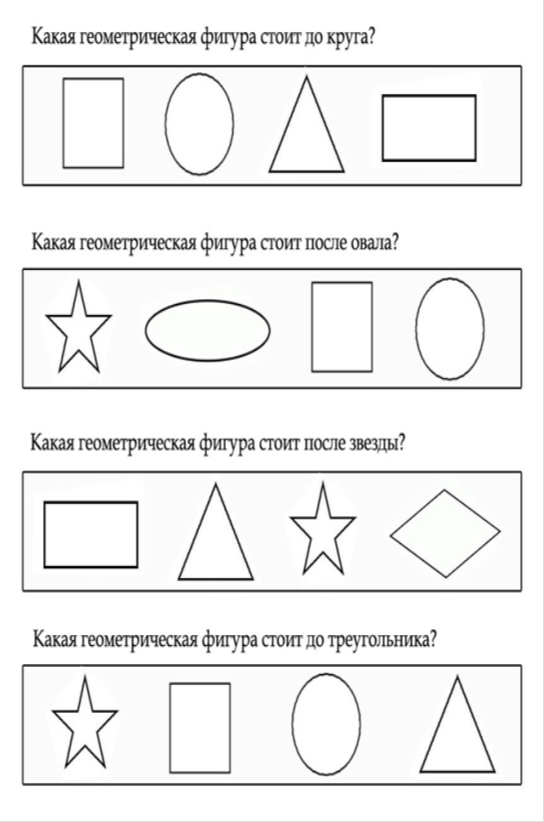 Какая геометрическая фигура стоит до круга?
Какая геометрическая фигура стоит после овала?
Какая геометрическая фигура стоит после звезды?
Какая геометрическая фигура стоит до треугольника?